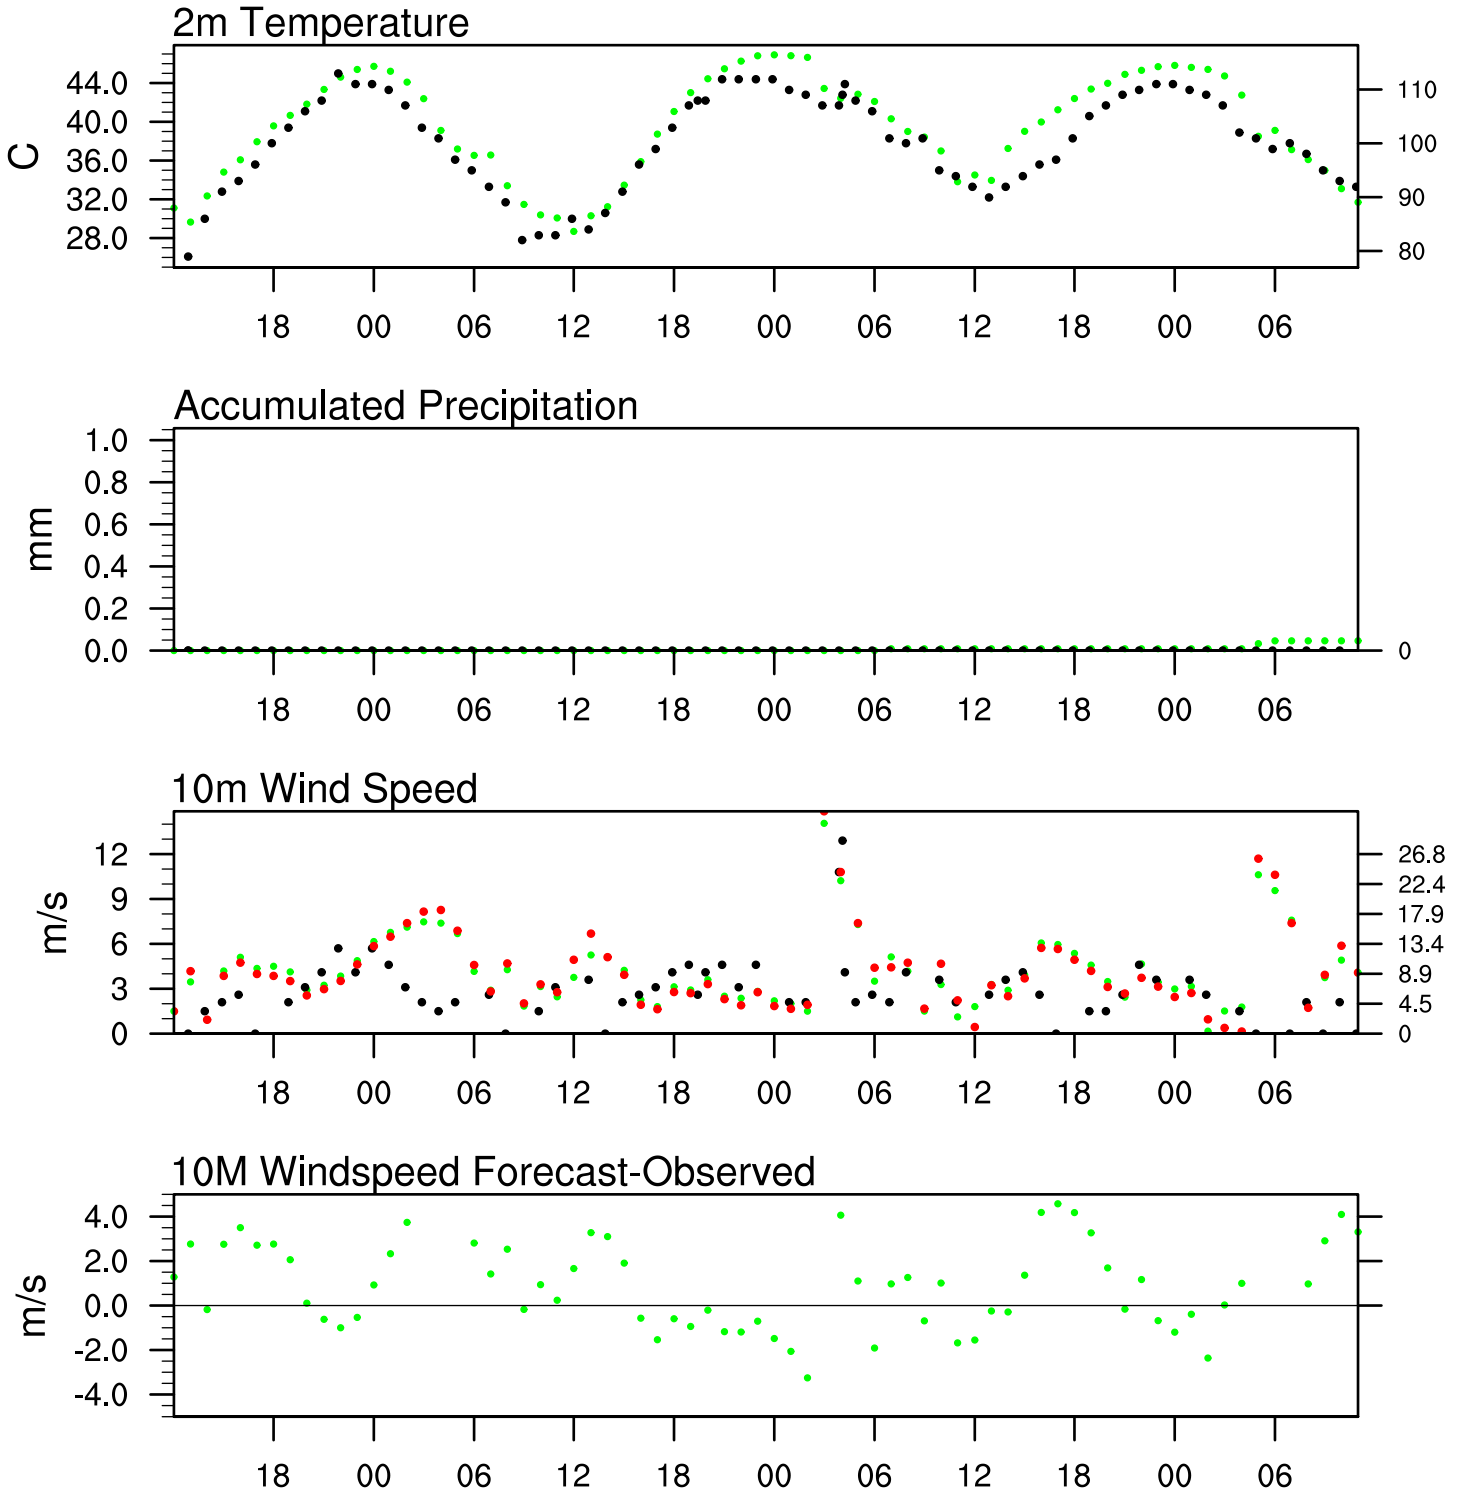 2m Temperature
44.0
40.0
36.0
32.0
28.0
C
110
100
90
80
18 00 06 12 18 00 06 12 18 00 06
Accumulated Precipitation
1.0
0.8
0.6
0.4
0.2
0.0
mm
0
18 00 06 12 18 00 06 12 18 00 06
10m Wind Speed
12
9
6
3
0
m/s
26.8
22.4
17.9
13.4
8.9
4.5
0
18 00 06 12 18 00 06 12 18 00 06
10M Windspeed Forecast-Observed
4.0
2.0
0.0
-2.0
-4.0
m/s
18 00 06 12 18 00 06 12 18 00 06